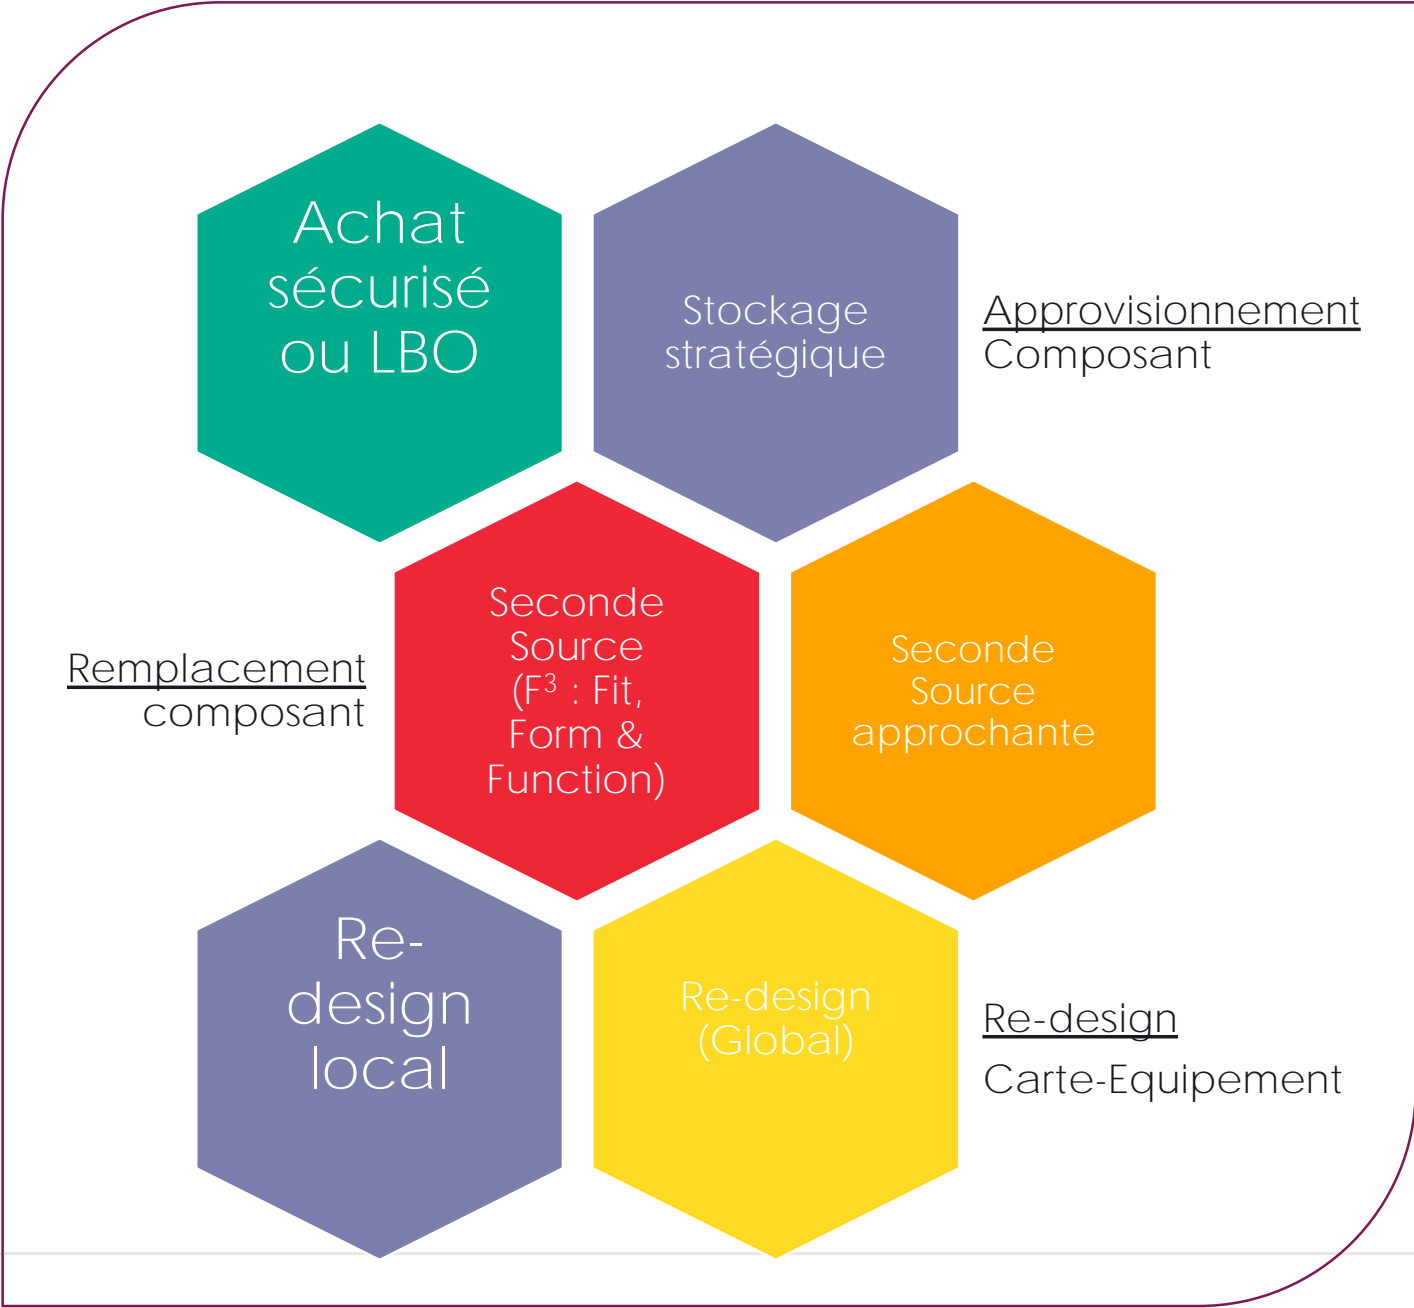 Achat
sécurisé
ou LBO
Stockage
stratégique
Approvisionnement
Composant
Remplacement
composant
Seconde
Source
(F³ : Fit,
Form &
Function)
Seconde
Source
approchante
Re-
design
local
Re-design
(Global)
Re-design
Carte-Equipement